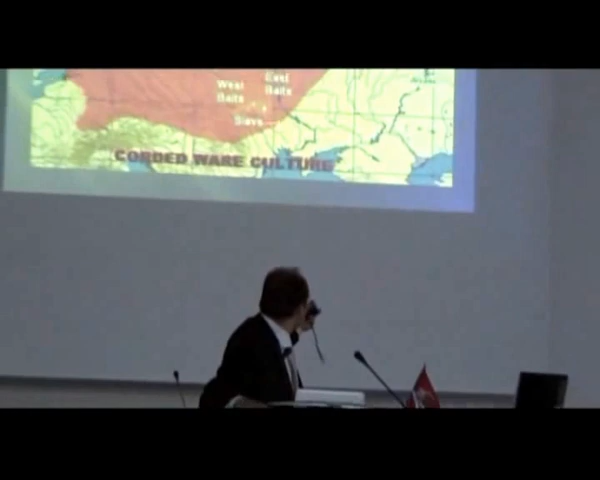 East
West Balts
Balts
Slavs
CORDED WARE CULTURE